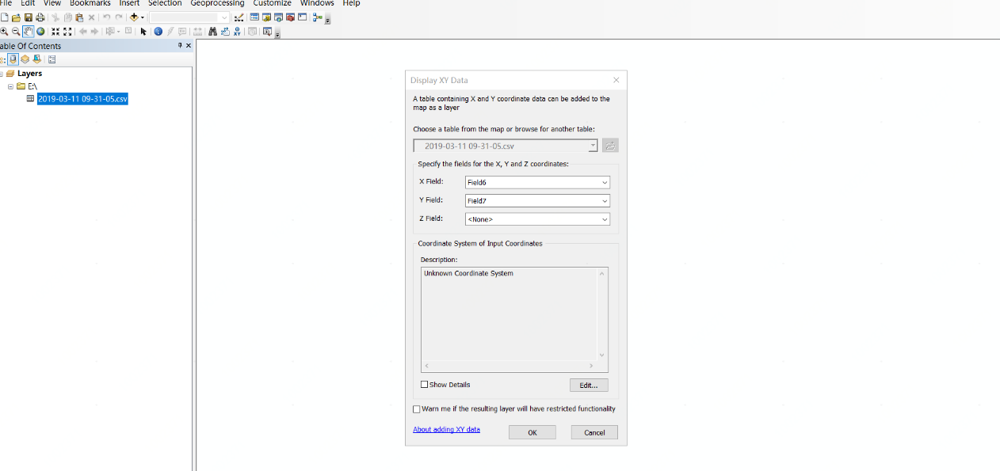 File Edit View Bookmarks Insert Selection Geoprocessing Customize Windows Help
able Of Contents
Layers
E:\
2019-03-11 09-31-05.csv
Display XY Data
A table containing X and Y coordinate data can be added to the
map as a layer
Choose a table from the map or browse for another table:
2019-03-11 09-31-05.csv
Specify the fields for the X, Y and Z coordinates:
X Field: Field6
Y Field: Field7
Z Field: <None>
Coordinate System of Input Coordinates
Description:
Unknown Coordinate System
Show Details Edit...
Warn me if the resulting layer will have restricted functionality
About adding XY data OK Cancel